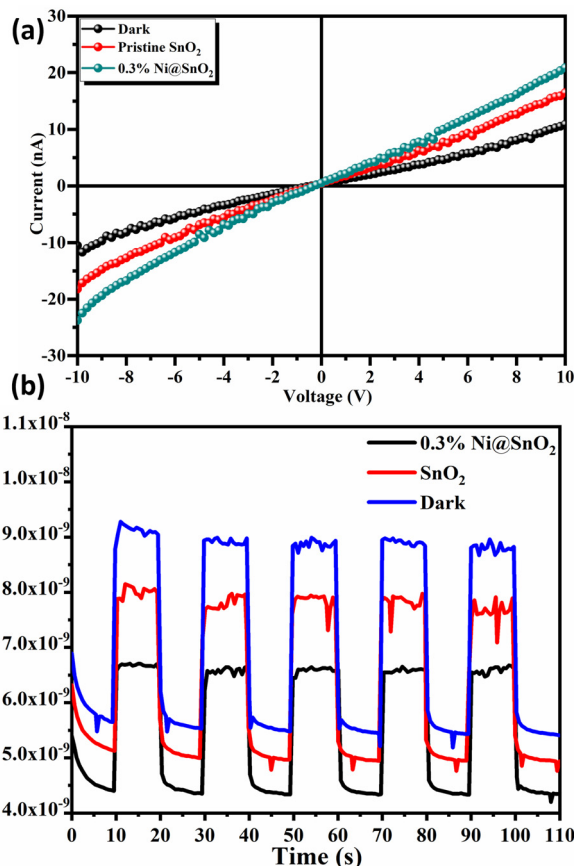 (a)
Dark
Pristine SnO₂
0.3% Ni@SnO₂
30
20
10
0
-10
-20
-30
Current (nA)
-10 -8 -6 -4 -2 0 2 4 6 8 10
Voltage (V)
(b)
0.3% Ni@SnO₂
SnO₂
Dark
1.1x10⁻⁸
1.0x10⁻⁸
9.0x10⁻⁹
8.0x10⁻⁹
7.0x10⁻⁹
6.0x10⁻⁹
5.0x10⁻⁹
4.0x10⁻⁹
0 10 20 30 40 50 60 70 80 90 100 110
Time (s)